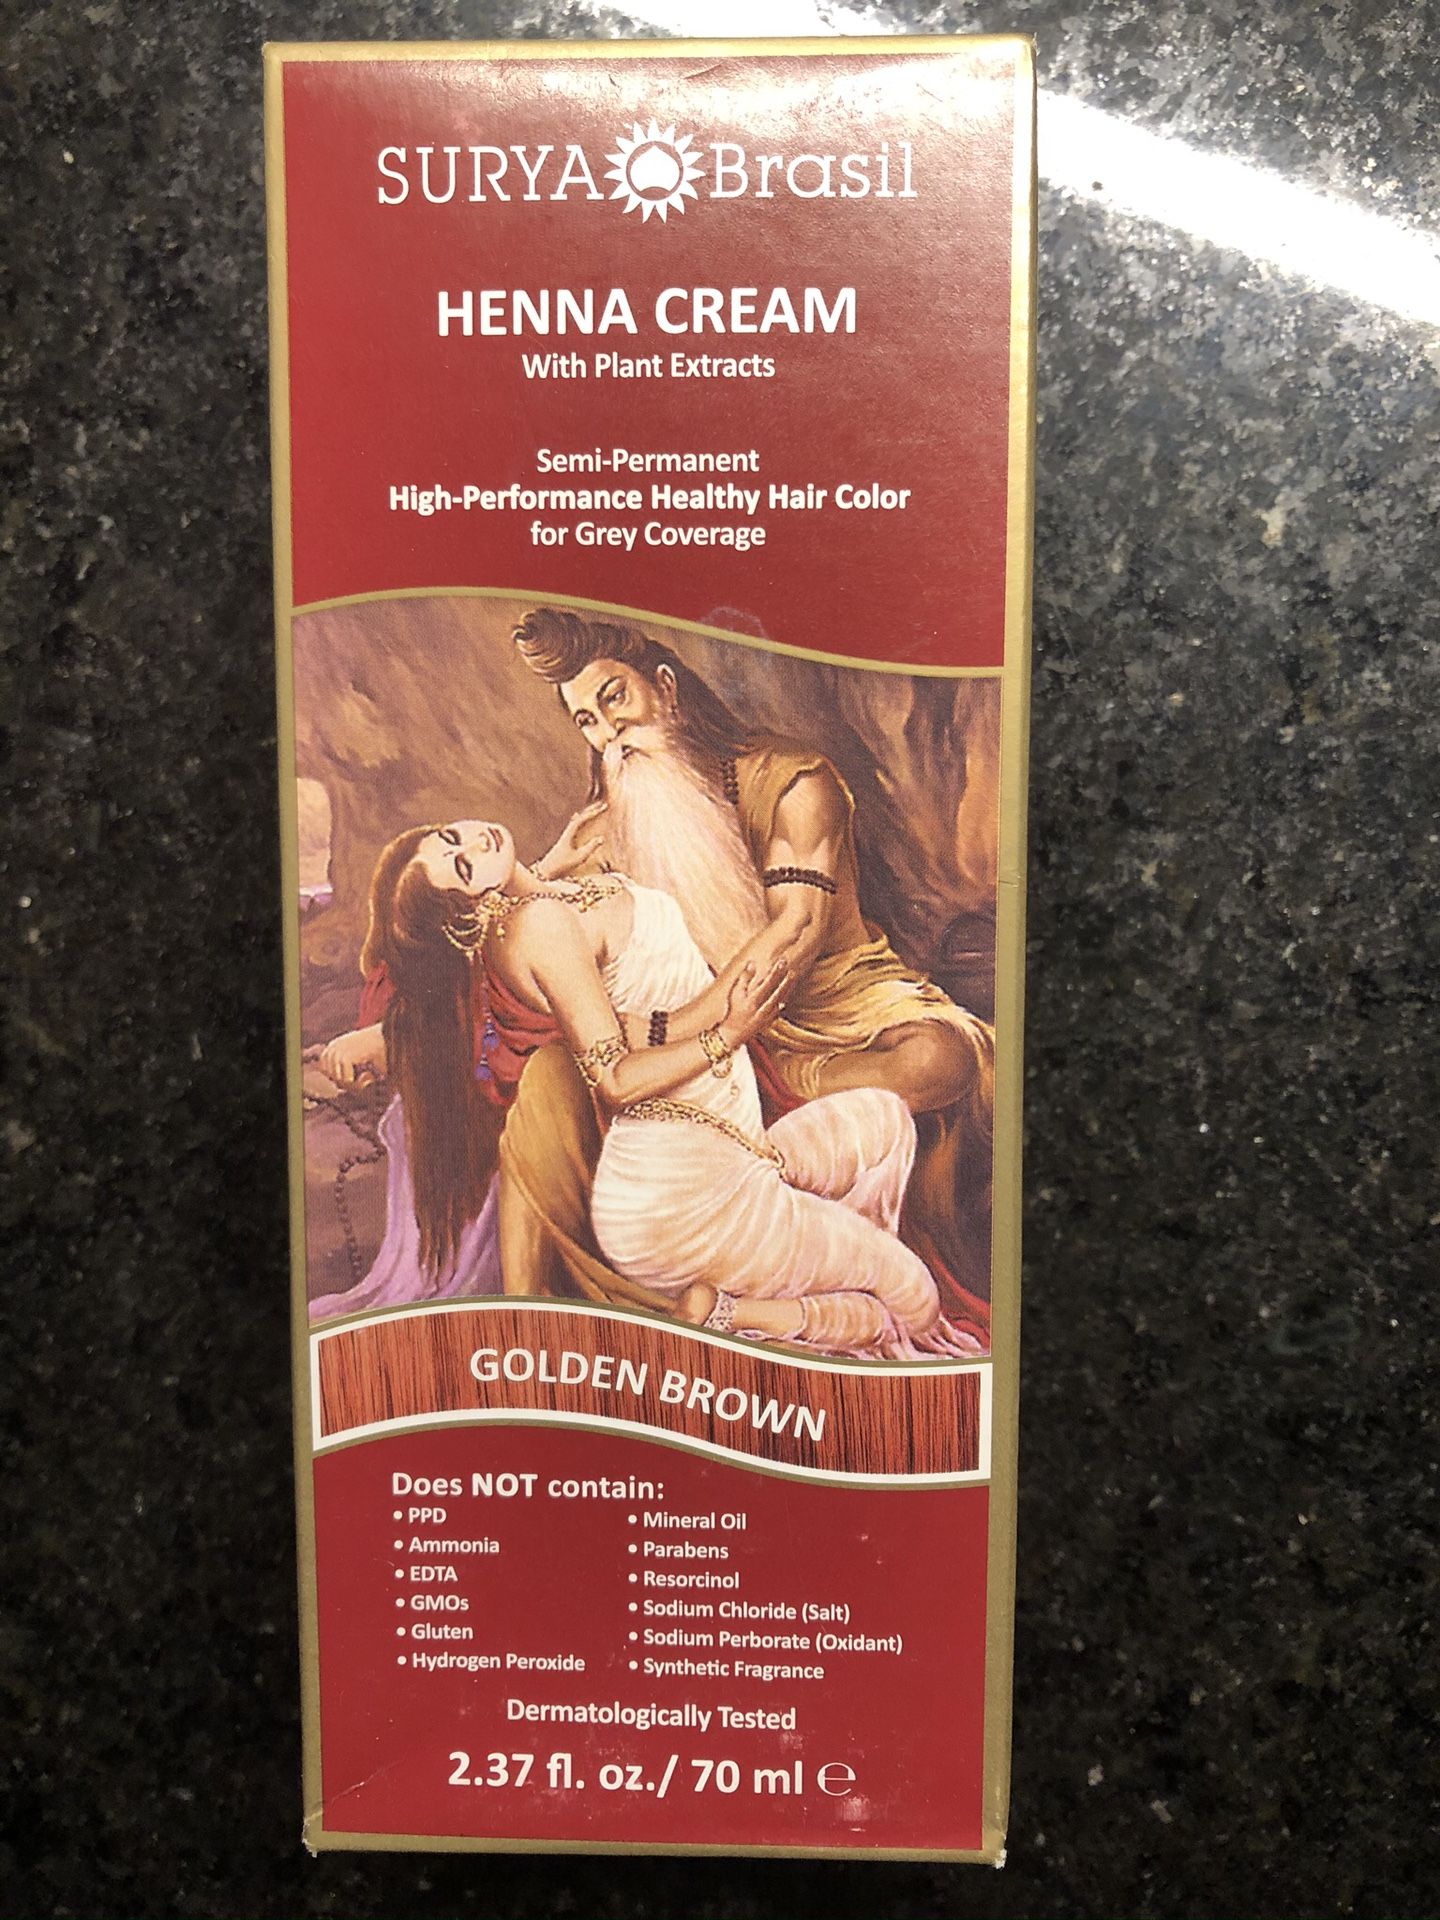 SURYA Brasil
HENNA CREAM
With Plant Extracts
Semi-Permanent
High-Performance Healthy Hair Color
for Grey Coverage
GOLDEN BROWN
Does NOT contain:
• PPD
• Ammonia
• EDTA
• GMOs
• Gluten
• Hydrogen Peroxide
• Mineral Oil
• Parabens
• Resorcinol
• Sodium Chloride (Salt)
• Sodium Perborate (Oxidant)
• Synthetic Fragrance
Dermatologically Tested
2.37 fl. oz./ 70 ml ℮